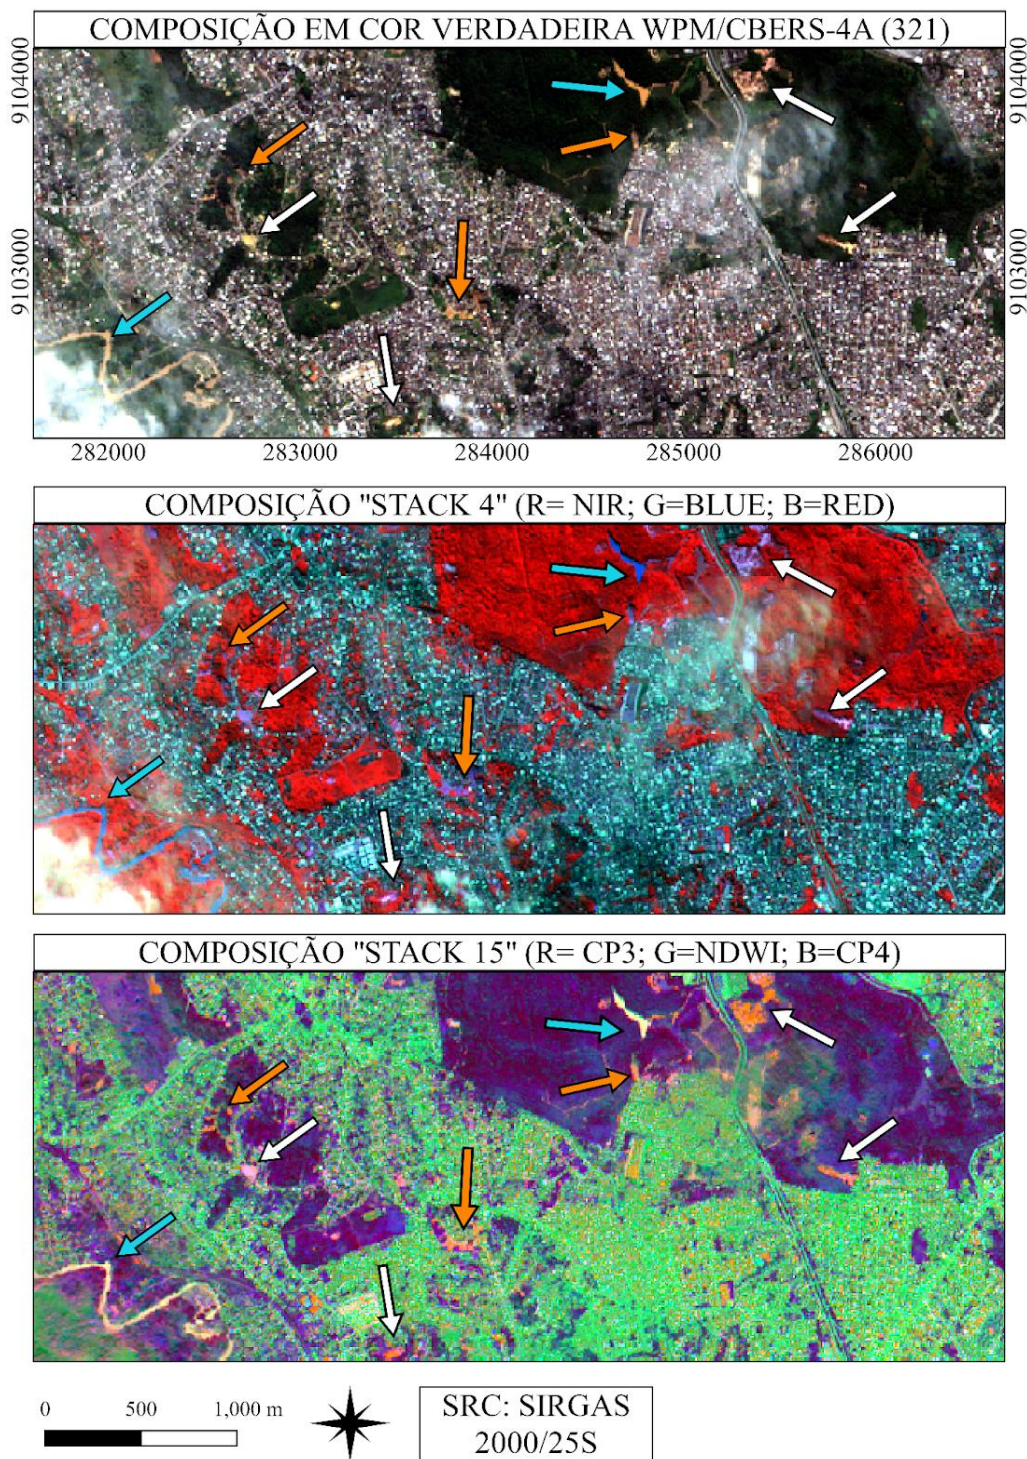 COMPOSIÇÃO EM COR VERDADEIRA WPM/CBERS-4A (321)
9104000
9104000
9103000
9103000
282000 283000 284000 285000 286000
COMPOSIÇÃO "STACK 4" (R= NIR; G=BLUE; B=RED)
COMPOSIÇÃO "STACK 15" (R= CP3; G=NDWI; B=CP4)
0 500 1,000 m
SRC: SIRGAS
2000/25S